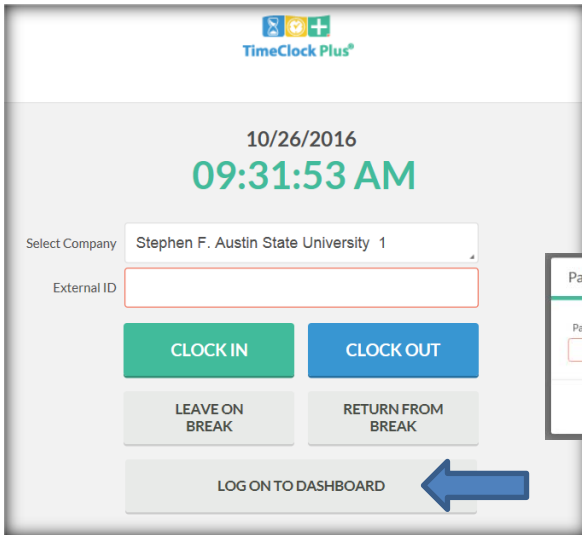 TimeClock Plus®
10/26/2016
09:31:53 AM
Select Company Stephen F. Austin State University 1
External ID
CLOCK IN CLOCK OUT
LEAVE ON BREAK RETURN FROM BREAK
LOG ON TO DASHBOARD